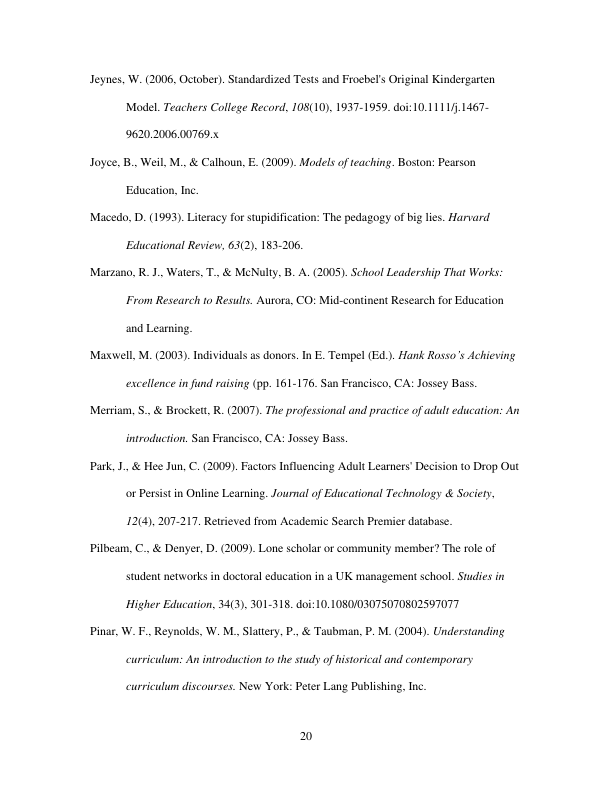 Jeynes, W. (2006, October). Standardized Tests and Froebel's Original Kindergarten
Model. Teachers College Record, 108(10), 1937-1959. doi:10.1111/j.1467-
9620.2006.00769.x
Joyce, B., Weil, M., & Calhoun, E. (2009). Models of teaching. Boston: Pearson
Education, Inc.
Macedo, D. (1993). Literacy for stupidification: The pedagogy of big lies. Harvard
Educational Review, 63(2), 183-206.
Marzano, R. J., Waters, T., & McNulty, B. A. (2005). School Leadership That Works:
From Research to Results. Aurora, CO: Mid-continent Research for Education
and Learning.
Maxwell, M. (2003). Individuals as donors. In E. Tempel (Ed.). Hank Rosso’s Achieving
excellence in fund raising (pp. 161-176. San Francisco, CA: Jossey Bass.
Merriam, S., & Brockett, R. (2007). The professional and practice of adult education: An
introduction. San Francisco, CA: Jossey Bass.
Park, J., & Hee Jun, C. (2009). Factors Influencing Adult Learners' Decision to Drop Out
or Persist in Online Learning. Journal of Educational Technology & Society,
12(4), 207-217. Retrieved from Academic Search Premier database.
Pilbeam, C., & Denyer, D. (2009). Lone scholar or community member? The role of
student networks in doctoral education in a UK management school. Studies in
Higher Education, 34(3), 301-318. doi:10.1080/03075070802597077
Pinar, W. F., Reynolds, W. M., Slattery, P., & Taubman, P. M. (2004). Understanding
curriculum: An introduction to the study of historical and contemporary
curriculum discourses. New York: Peter Lang Publishing, Inc.
20